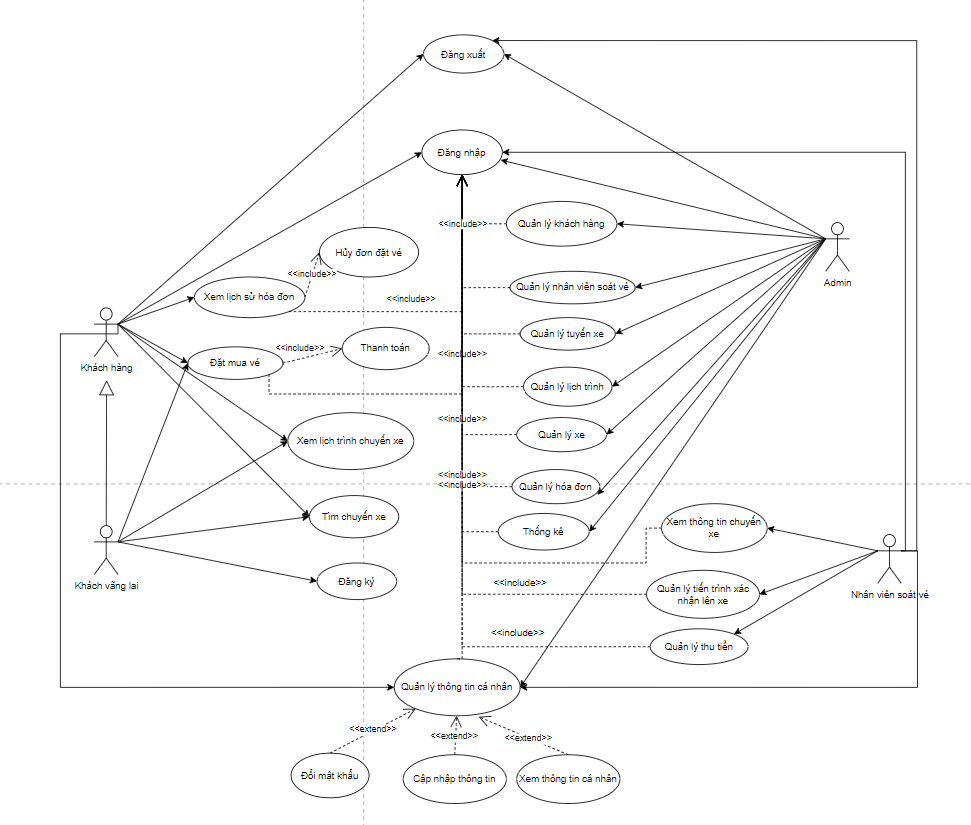 Đăng xuất
Đăng nhập
<<include>>
Quản lý khách hàng
Hủy đơn đặt vé
<<include>>
Admin
Xem lịch sử hóa đơn
<<include>>
Quản lý nhân viên soát vé
Quản lý tuyến xe
<<include>>
Thanh toán
<<include>>
Khách hàng
Đặt mua vé
Quản lý lịch trình
<<include>>
Xem lịch trình chuyến xe
Quản lý xe
<<include>>
<<include>>
Quản lý hóa đơn
Tìm chuyến xe
Thống kê
Xem thông tin chuyến
xe
Khách vãng lai
Đăng ký
<<include>>
Quản lý tiến trình xác
nhận lên xe
Nhân viên soát vé
<<include>>
Quản lý thu tiền
Quản lý thông tin cá nhân
<<extend>>
<<extend>>
<<extend>>
Đổi mật khẩu
Cập nhập thông tin
Xem thông tin cá nhân